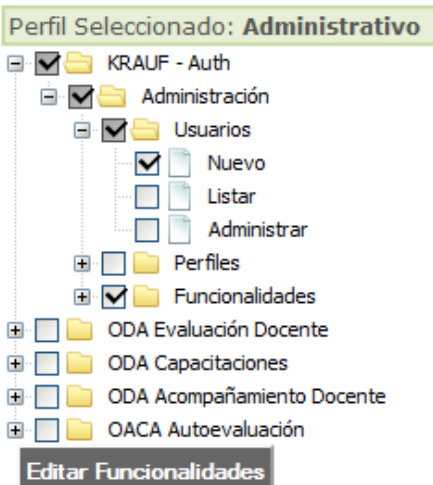 Perfil Seleccionado: Administrativo
KRAUF - Auth
Administración
Usuarios
Nuevo
Listar
Administrar
Perfiles
Funcionalidades
ODA Evaluación Docente
ODA Capacitaciones
ODA Acompañamiento Docente
OACA Autoevaluación
Editar Funcionalidades